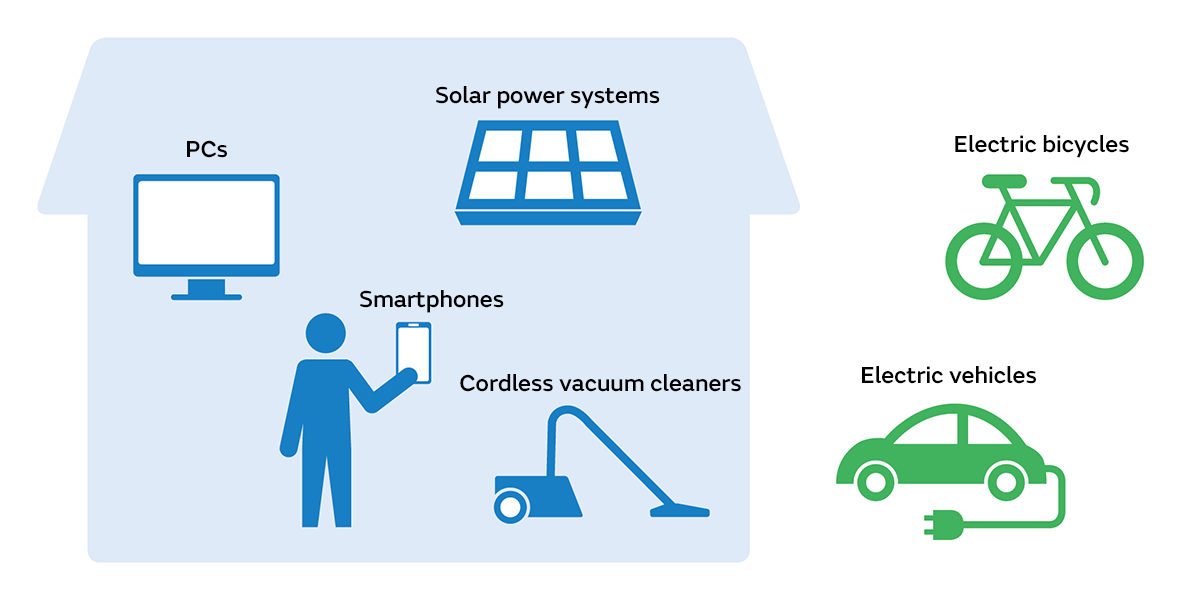 Solar power systems
PCs
Electric bicycles
Smartphones
Cordless vacuum cleaners
Electric vehicles